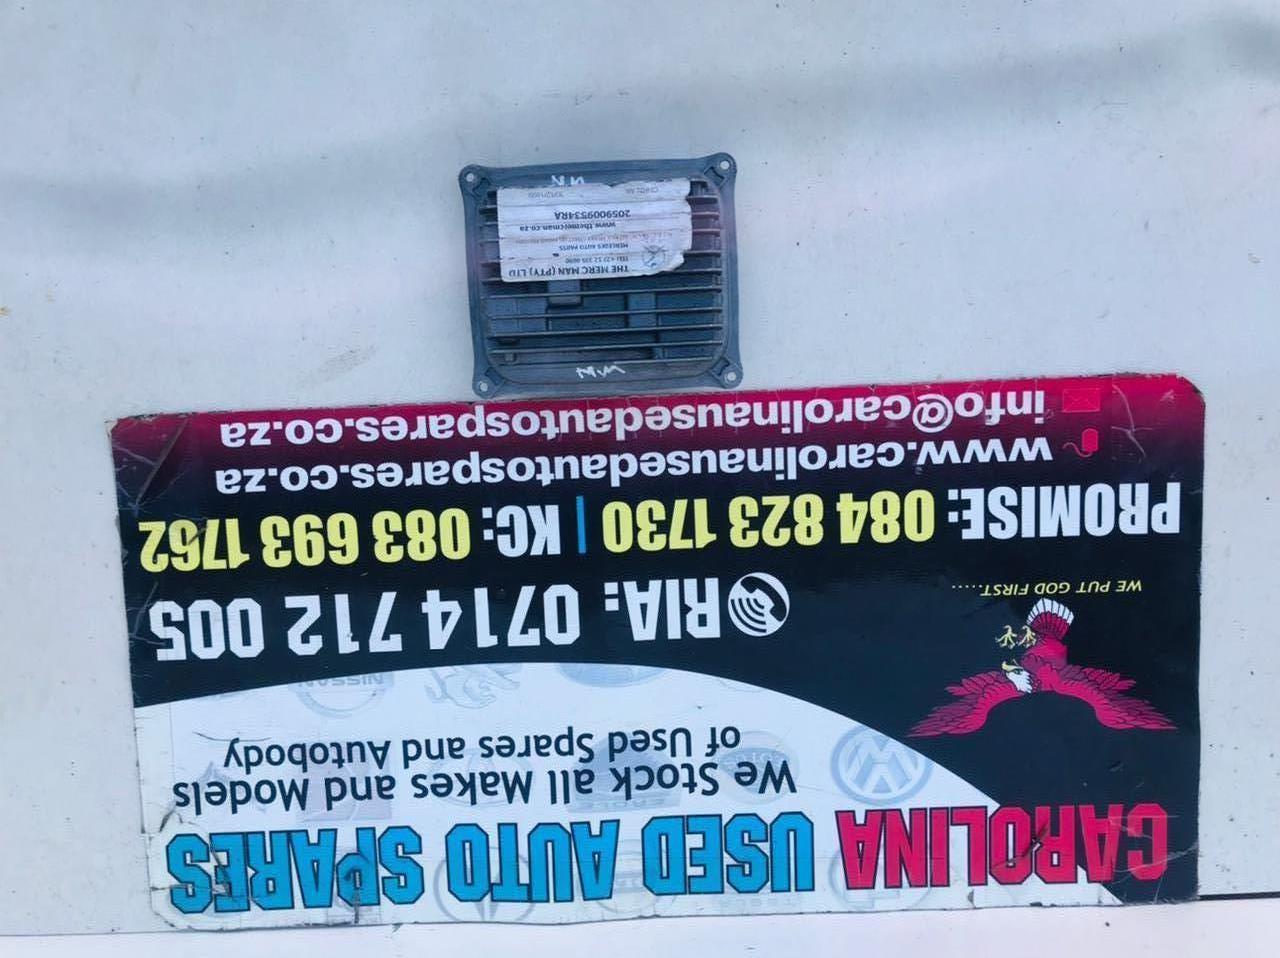 CAROLINA USED AUTO SPARES
We Stock all Makes and Models
of Used Spares and Autobody
NISSAN
WE PUT GOD FIRST.....
RIA: 0714 712 005
PROMISE: 084 823 1730 | KC: 083 693 1762
www.carolinausedautospares.co.za
info@carolinausedautospares.co.za
THE MERC MAN (PTY) LTD
MERCEDES AUTO PARTS
www.themercman.co.za
2059009534RA